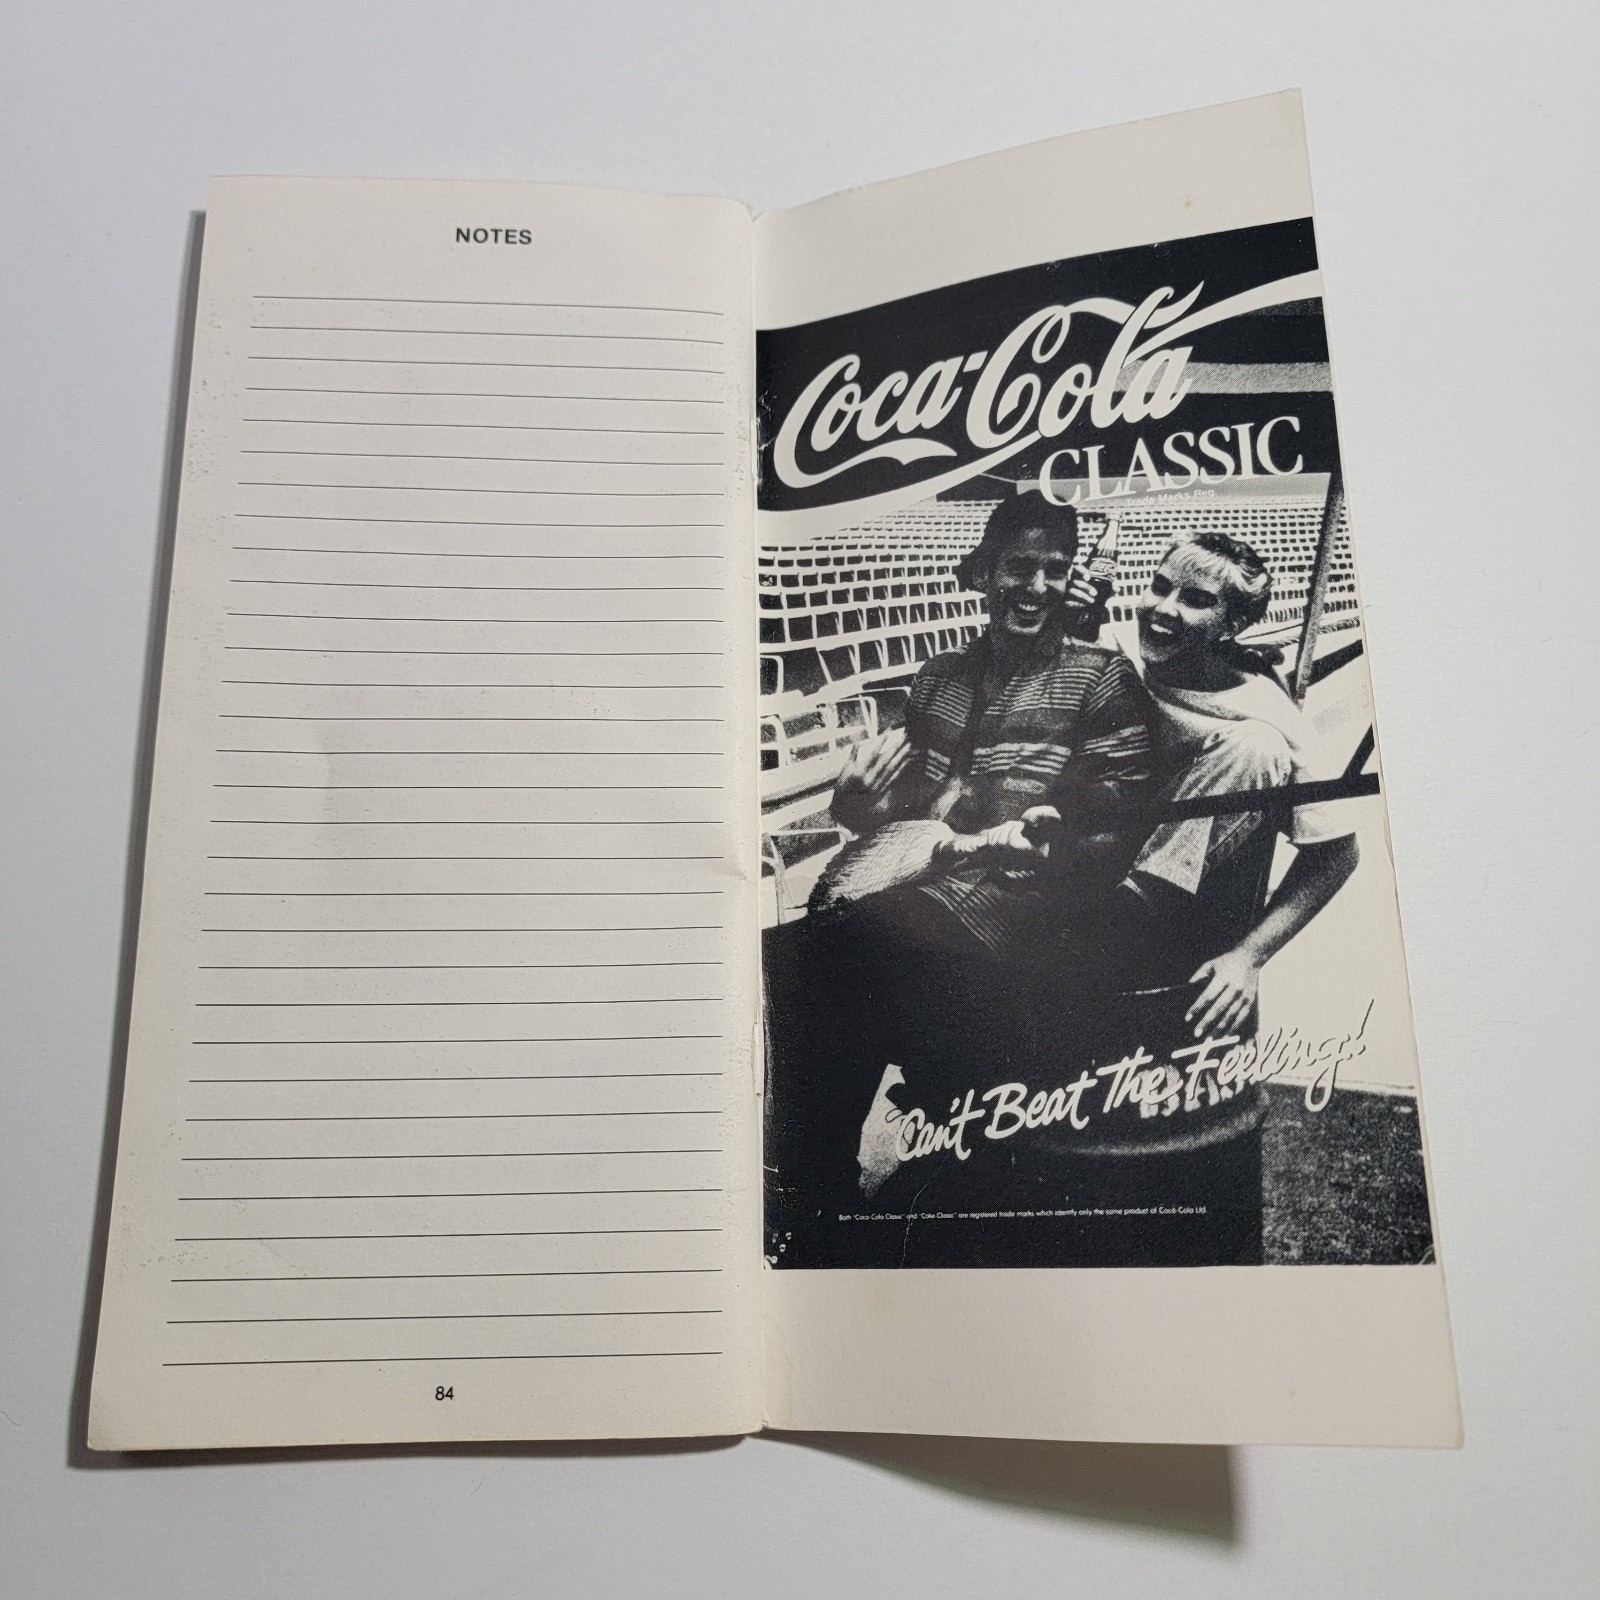 NOTES
84
Coca-Cola
CLASSIC
Trade Marks Reg.
Can't Beat The Feeling!
Both "Coca-Cola Classic" and "Coke Classic" are registered trade marks which identify only the same product of Coca-Cola Ltd.